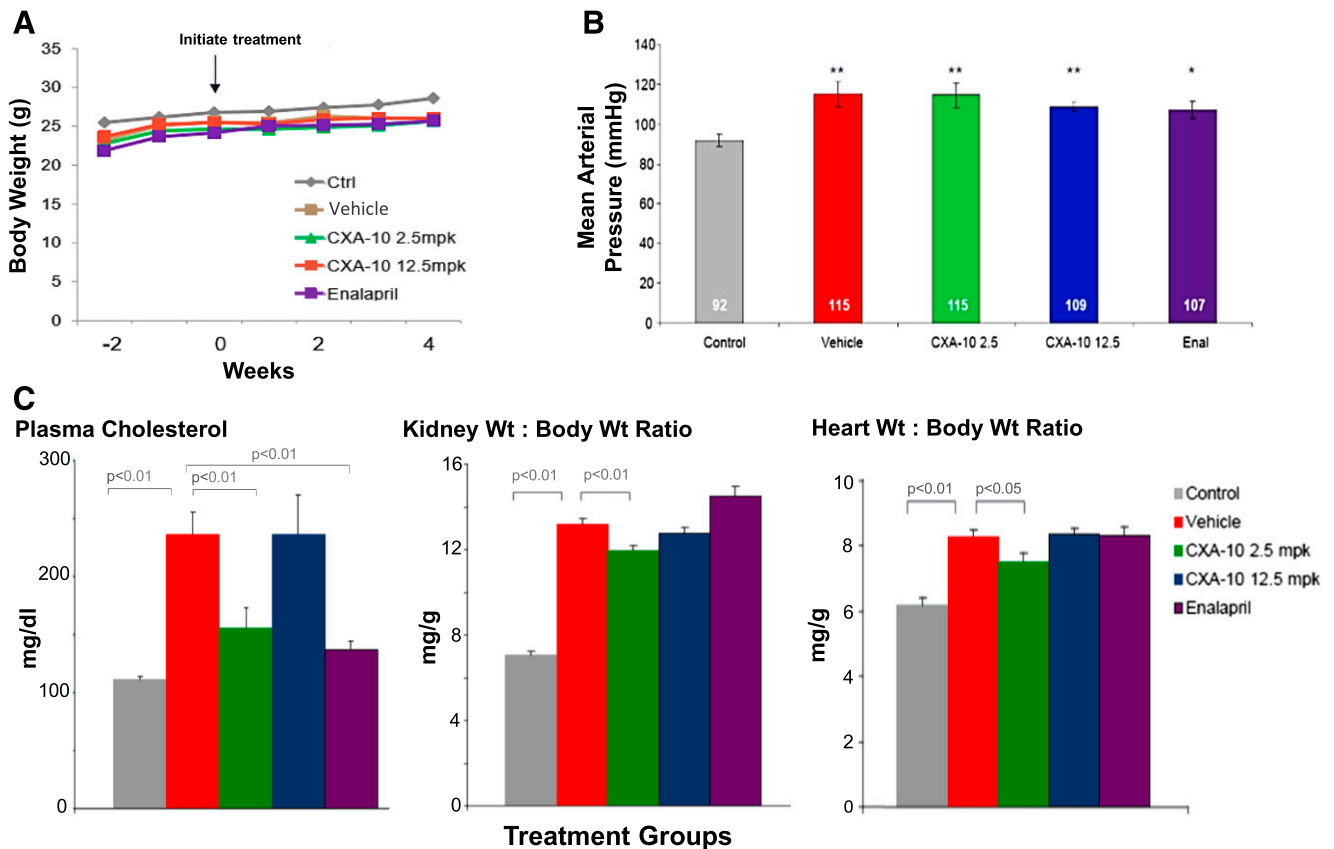 A
Initiate treatment
35
30
25
20
15
10
5
0
Body Weight (g)
-2
0
2
4
Weeks
Ctrl
Vehicle
CXA-10 2.5mpk
CXA-10 12.5mpk
Enalapril
B
140
120
100
80
60
40
20
0
Mean Arterial
Pressure (mmHg)
**
**
**
*
92
115
115
109
107
Control
Vehicle
CXA-10 2.5
CXA-10 12.5
Enal
C
Plasma Cholesterol
300
200
100
0
mg/dl
p<0.01
p<0.01
p<0.01
Kidney Wt : Body Wt Ratio
16
12
8
4
0
mg/g
p<0.01
p<0.01
Heart Wt : Body Wt Ratio
10
8
6
4
2
0
mg/g
p<0.01
p<0.05
Control
Vehicle
CXA-10 2.5 mpk
CXA-10 12.5 mpk
Enalapril
Treatment Groups